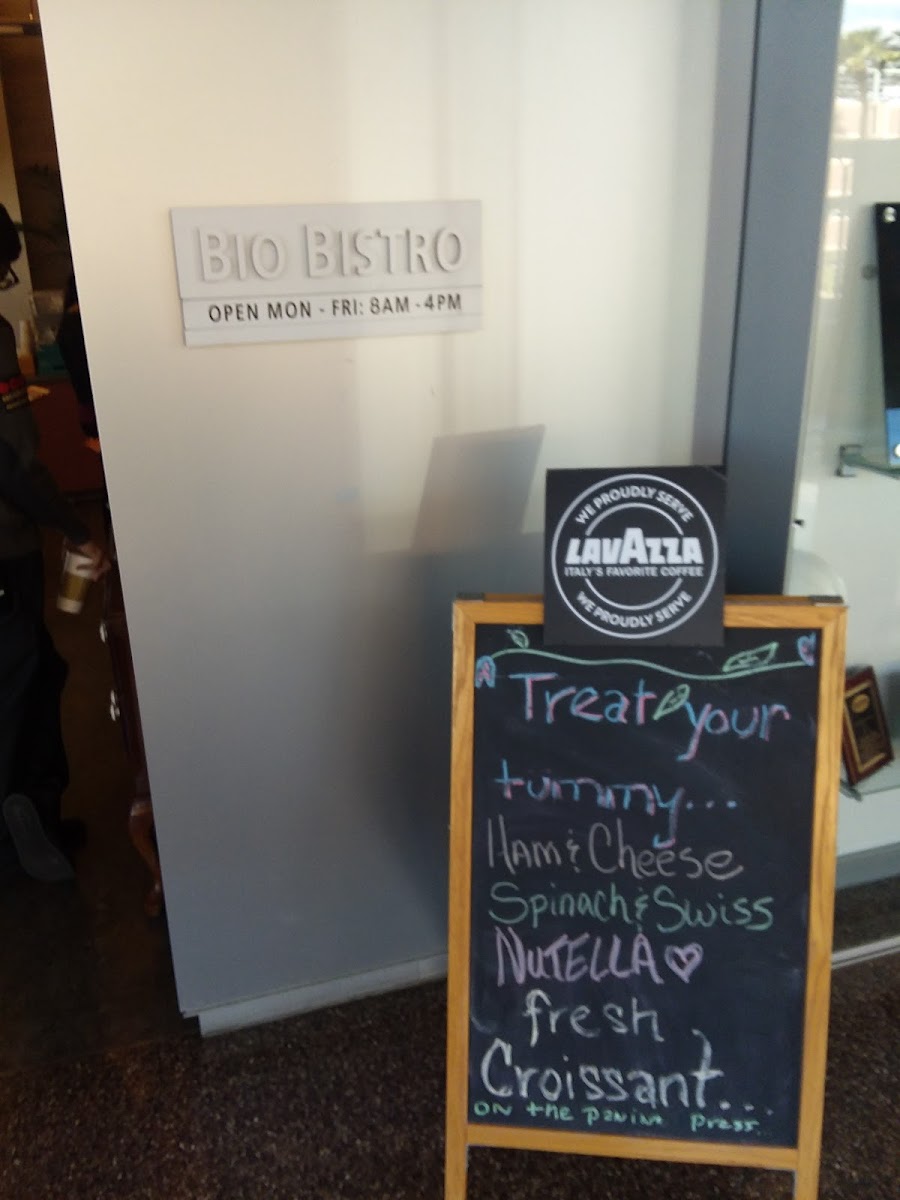 BIO BISTRO
OPEN MON - FRI: 8AM - 4PM
WE PROUDLY SERVE
LAVAZZA
ITALY'S FAVORITE COFFEE
WE PROUDLY SERVE
Treat your
tummy...
HAM & Cheese
Spinach & Swiss
NUTELLA ♡
fresh
Croissant...
on the panini press...